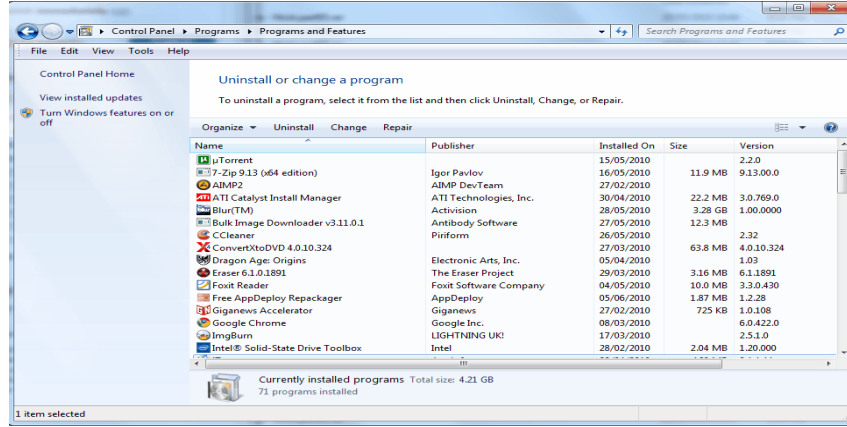 Control Panel ▸ Programs ▸ Programs and Features
Search Programs and Features
File Edit View Tools Help
Control Panel Home
View installed updates
Turn Windows features on or
off
Uninstall or change a program
To uninstall a program, select it from the list and then click Uninstall, Change, or Repair.
Organize Uninstall Change Repair
Name Publisher Installed On Size Version
µTorrent 15/05/2010 2.2.0
7-Zip 9.13 (x64 edition) Igor Pavlov 16/05/2010 11.9 MB 9.13.00.0
AIMP2 AIMP DevTeam 27/02/2010
ATI Catalyst Install Manager ATI Technologies, Inc. 30/04/2010 22.2 MB 3.0.769.0
Blur(TM) Activision 28/05/2010 3.28 GB 1.00.0000
Bulk Image Downloader v3.11.0.1 Antibody Software 27/05/2010 12.3 MB
CCleaner Piriform 26/05/2010 2.32
ConvertXtoDVD 4.0.10.324 27/03/2010 63.8 MB 4.0.10.324
Dragon Age: Origins Electronic Arts, Inc. 05/04/2010 1.03
Eraser 6.1.0.1891 The Eraser Project 29/03/2010 3.16 MB 6.1.1891
Foxit Reader Foxit Software Company 04/05/2010 10.0 MB 3.3.0.430
Free AppDeploy Repackager AppDeploy 05/06/2010 1.87 MB 1.2.28
Giganews Accelerator Giganews 27/02/2010 725 KB 1.0.108
Google Chrome Google Inc. 08/03/2010 6.0.422.0
ImgBurn LIGHTNING UK! 17/03/2010 2.5.1.0
Intel® Solid-State Drive Toolbox Intel 28/02/2010 2.04 MB 1.20.000
Currently installed programs Total size: 4.21 GB
71 programs installed
1 item selected